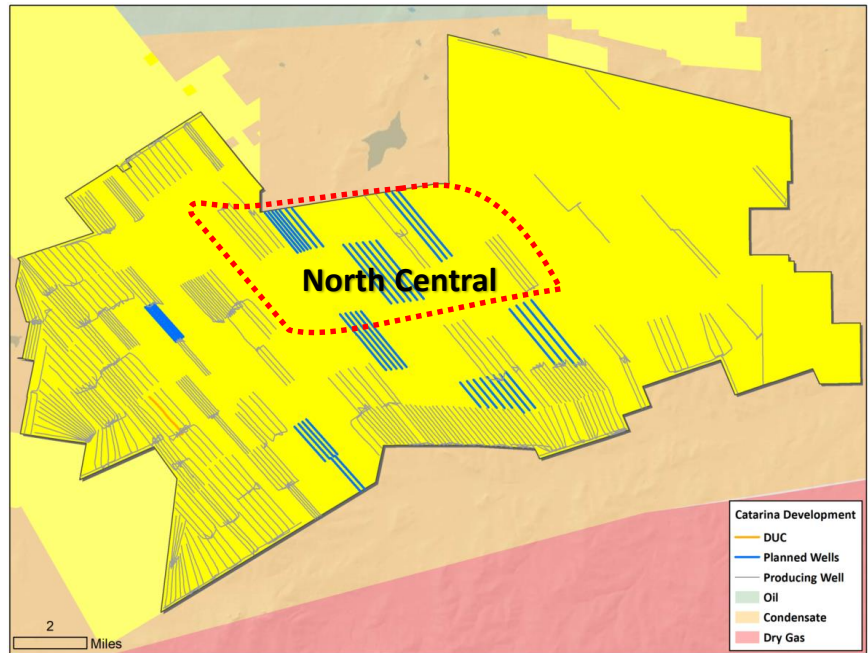 North Central
Catarina Development
DUC
Planned Wells
Producing Well
Oil
Condensate
Dry Gas
2
Miles